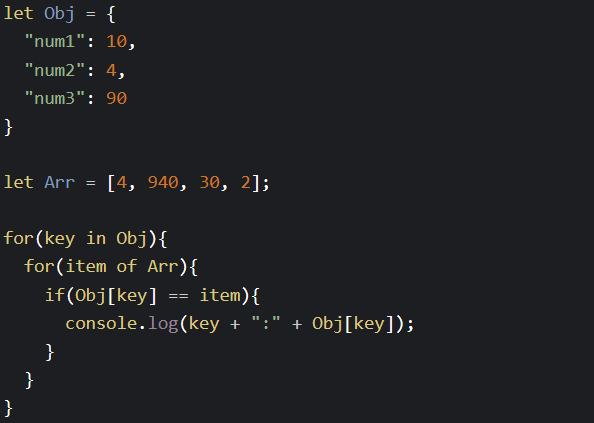 let Obj = {
  "num1": 10,
  "num2": 4,
  "num3": 90
}
let Arr = [4, 940, 30, 2];
for(key in Obj){
  for(item of Arr){
    if(Obj[key] == item){
      console.log(key + ":" + Obj[key]);
    }
  }
}